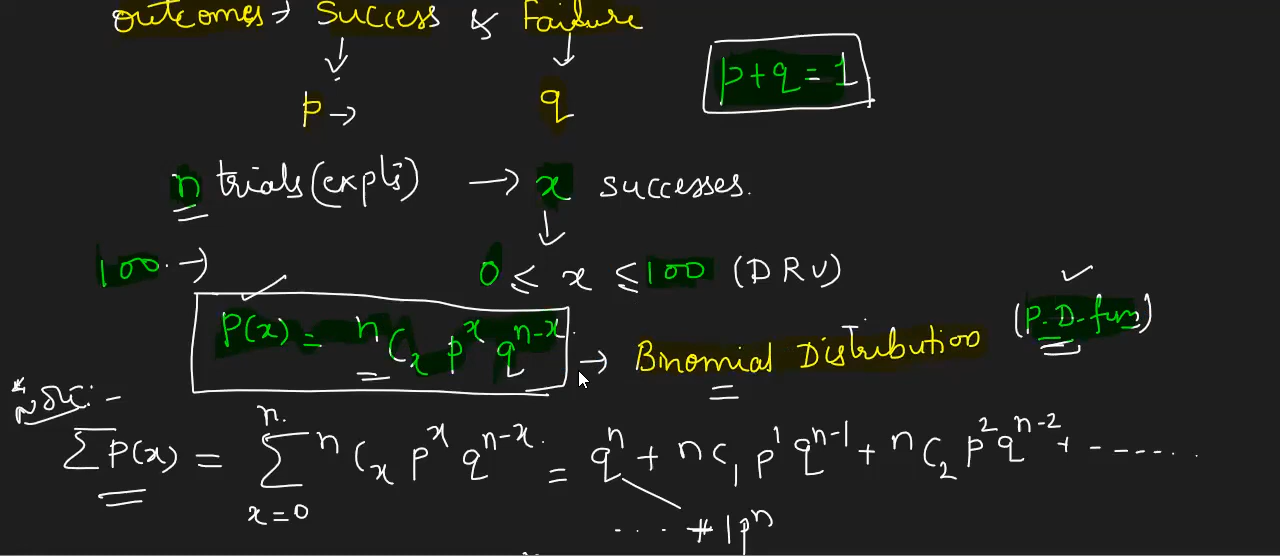 outcomes → Success & Failure
↓ ↓
p → q
p+q = 1
n trials (expts) → x successes.
↓
100 → 0 ≤ x ≤ 100 (DRV)
P(x) = nCx p^x q^(n-x) → Binomial Distribution (P.D. fun)
* Note: -
ΣP(x) = Σ_(x=0)^n nCx p^x q^(n-x) = q^n + nC1 p^1 q^(n-1) + nC2 p^2 q^(n-2) + - - - - - ....
.... + 1p^n